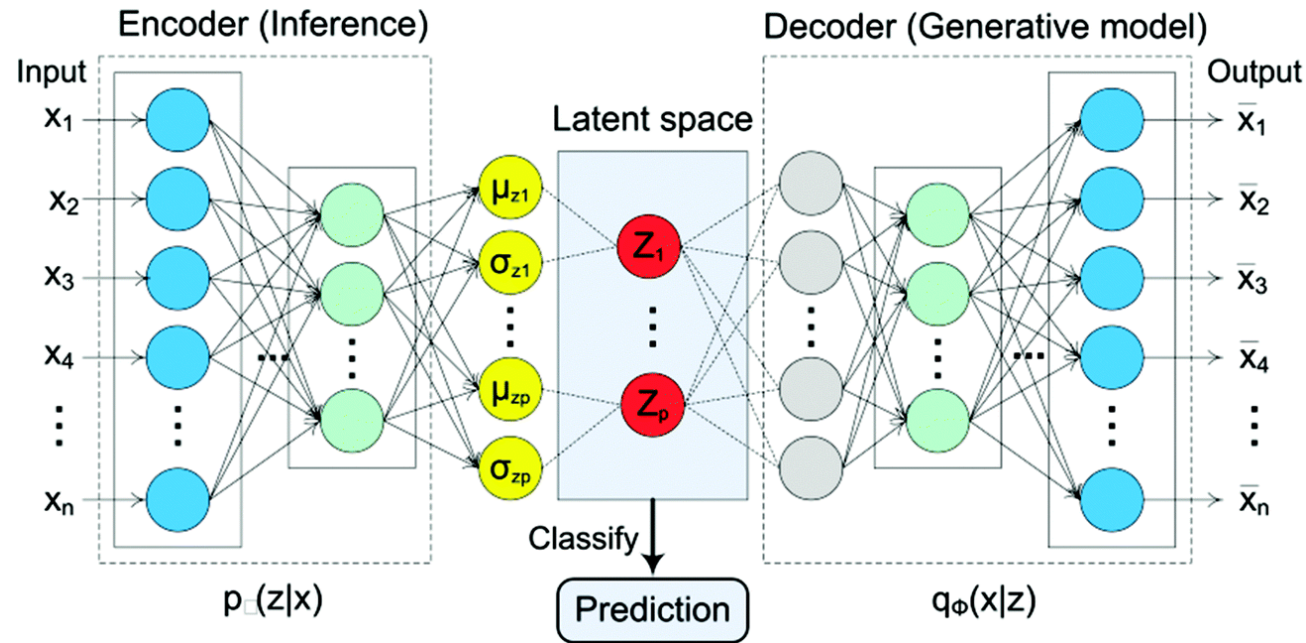 Encoder (Inference)
Decoder (Generative model)
Input
Output
Latent space
x₁
x₂
x₃
x₄
xₙ
μz1
σz1
μzp
σzp
Z₁
Zₚ
x̄₁
x̄₂
x̄₃
x̄₄
x̄ₙ
Classify
Prediction
p□(z|x)
qΦ(x|z)